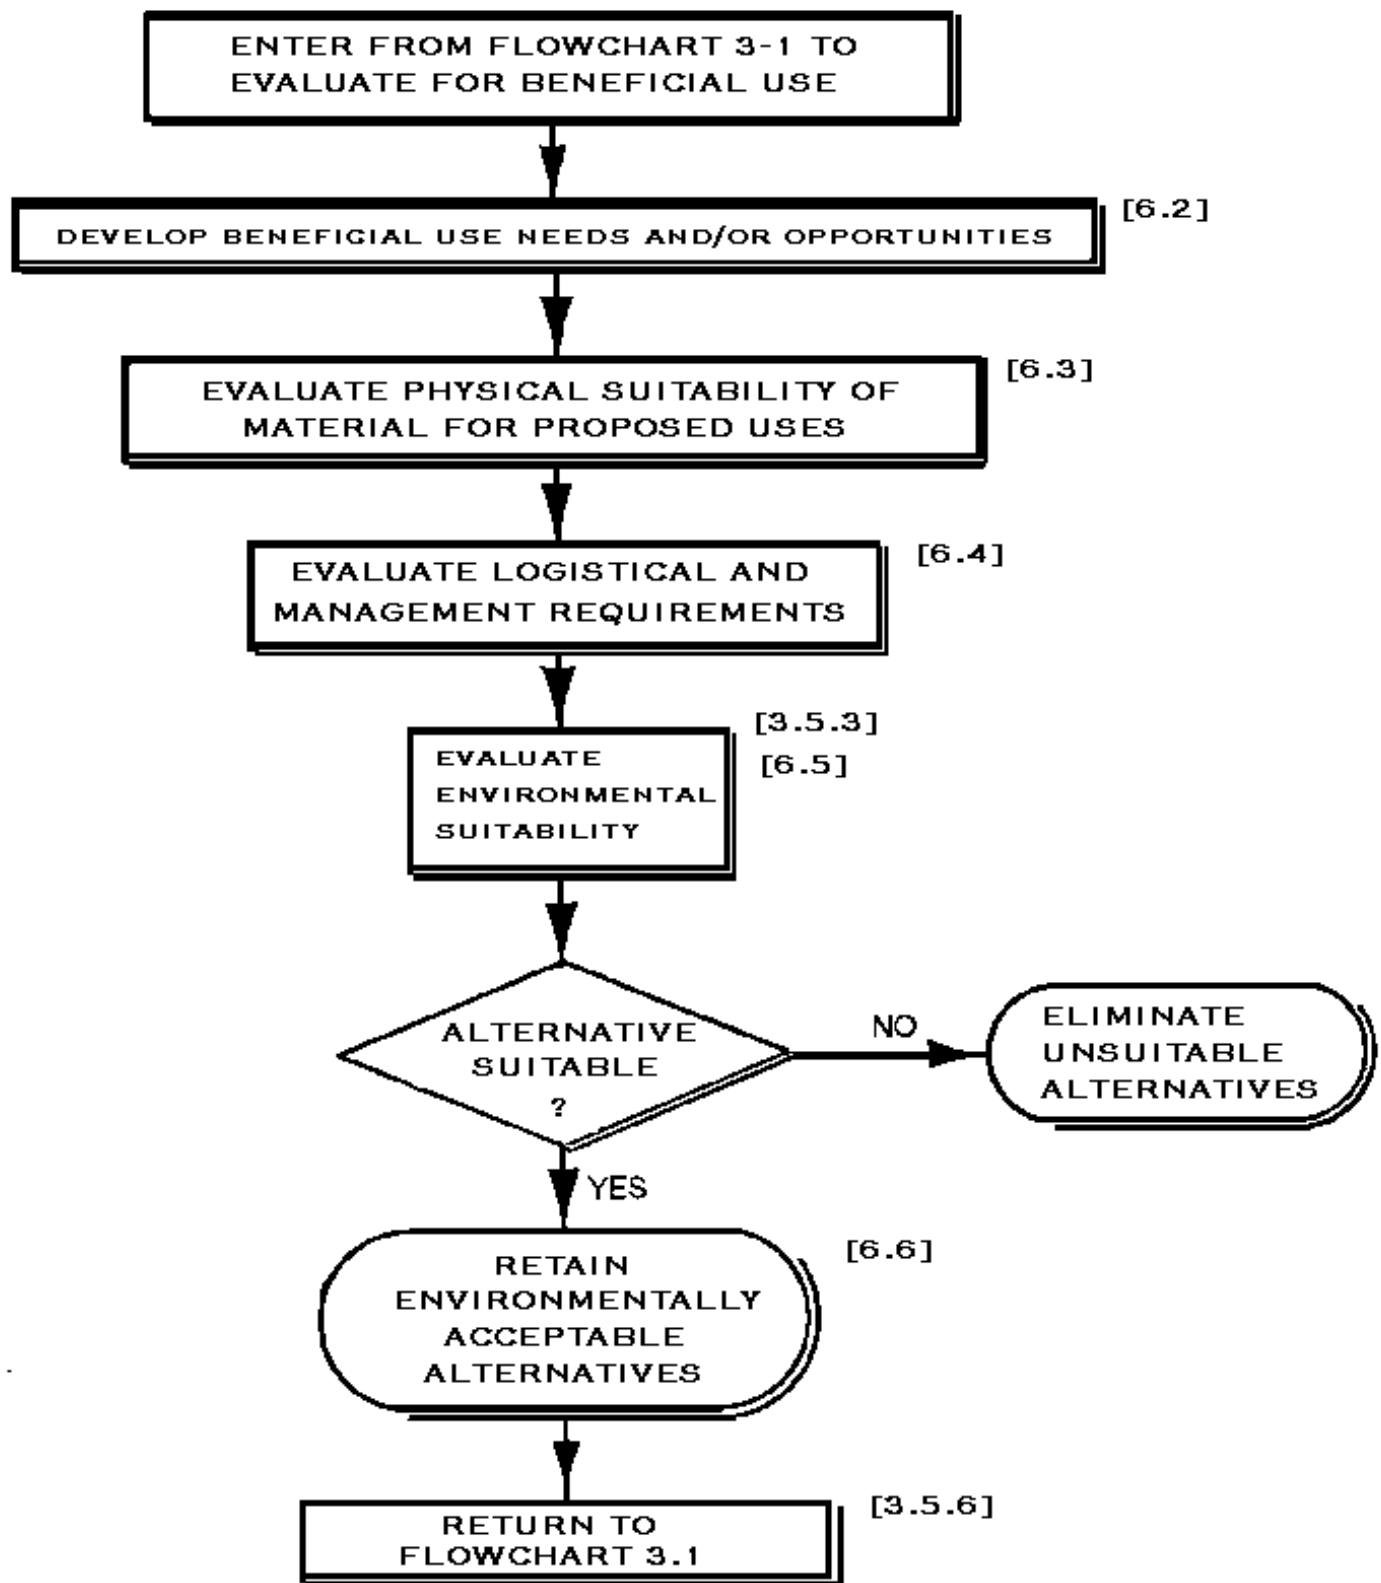 ENTER FROM FLOWCHART 3-1 TO
EVALUATE FOR BENEFICIAL USE
[6.2]
DEVELOP BENEFICIAL USE NEEDS AND/OR OPPORTUNITIES
[6.3]
EVALUATE PHYSICAL SUITABILITY OF
MATERIAL FOR PROPOSED USES
[6.4]
EVALUATE LOGISTICAL AND
MANAGEMENT REQUIREMENTS
[3.5.3]
[6.5]
EVALUATE
ENVIRONMENTAL
SUITABILITY
ALTERNATIVE
SUITABLE
?
NO
ELIMINATE
UNSUITABLE
ALTERNATIVES
YES
[6.6]
RETAIN
ENVIRONMENTALLY
ACCEPTABLE
ALTERNATIVES
[3.5.6]
RETURN TO
FLOWCHART 3.1